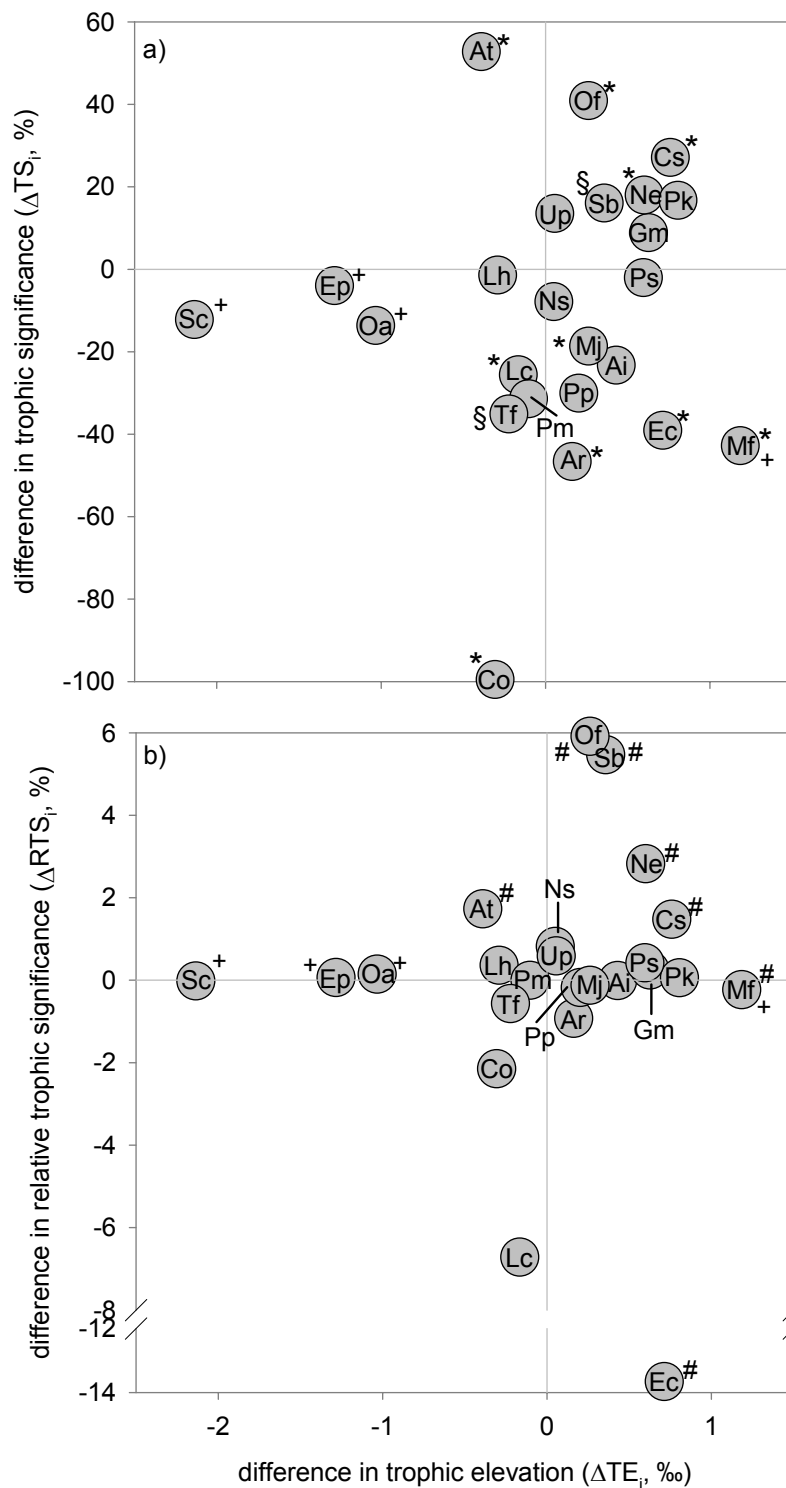 a)
60
40
20
0
-20
-40
-60
-80
-100
difference in trophic significance (ΔTSᵢ, %)
At*
Of*
Cs*
*Ne
Pk
§Sb
Up
Gm
Lh
Ps
Ep+
Sc+
Oa+
Ns
*Mj
Ai
*Lc
Pp
Pm
§Tf
Ec*
Mf*+
Ar*
*Co
b)
6
4
2
0
-2
-4
-6
-8
-12
-14
difference in relative trophic significance (ΔRTSᵢ, %)
#Of
Sb#
Ne#
Ns
At#
Cs#
Up
Lh
Sc+
+Ep
Oa+
Pm
Mj
Ai
Ps
Pk
Mf#+
Tf
Pp
Ar
Gm
Co
Lc
Ec#
-2
-1
0
1
difference in trophic elevation (ΔTEᵢ, ‰)